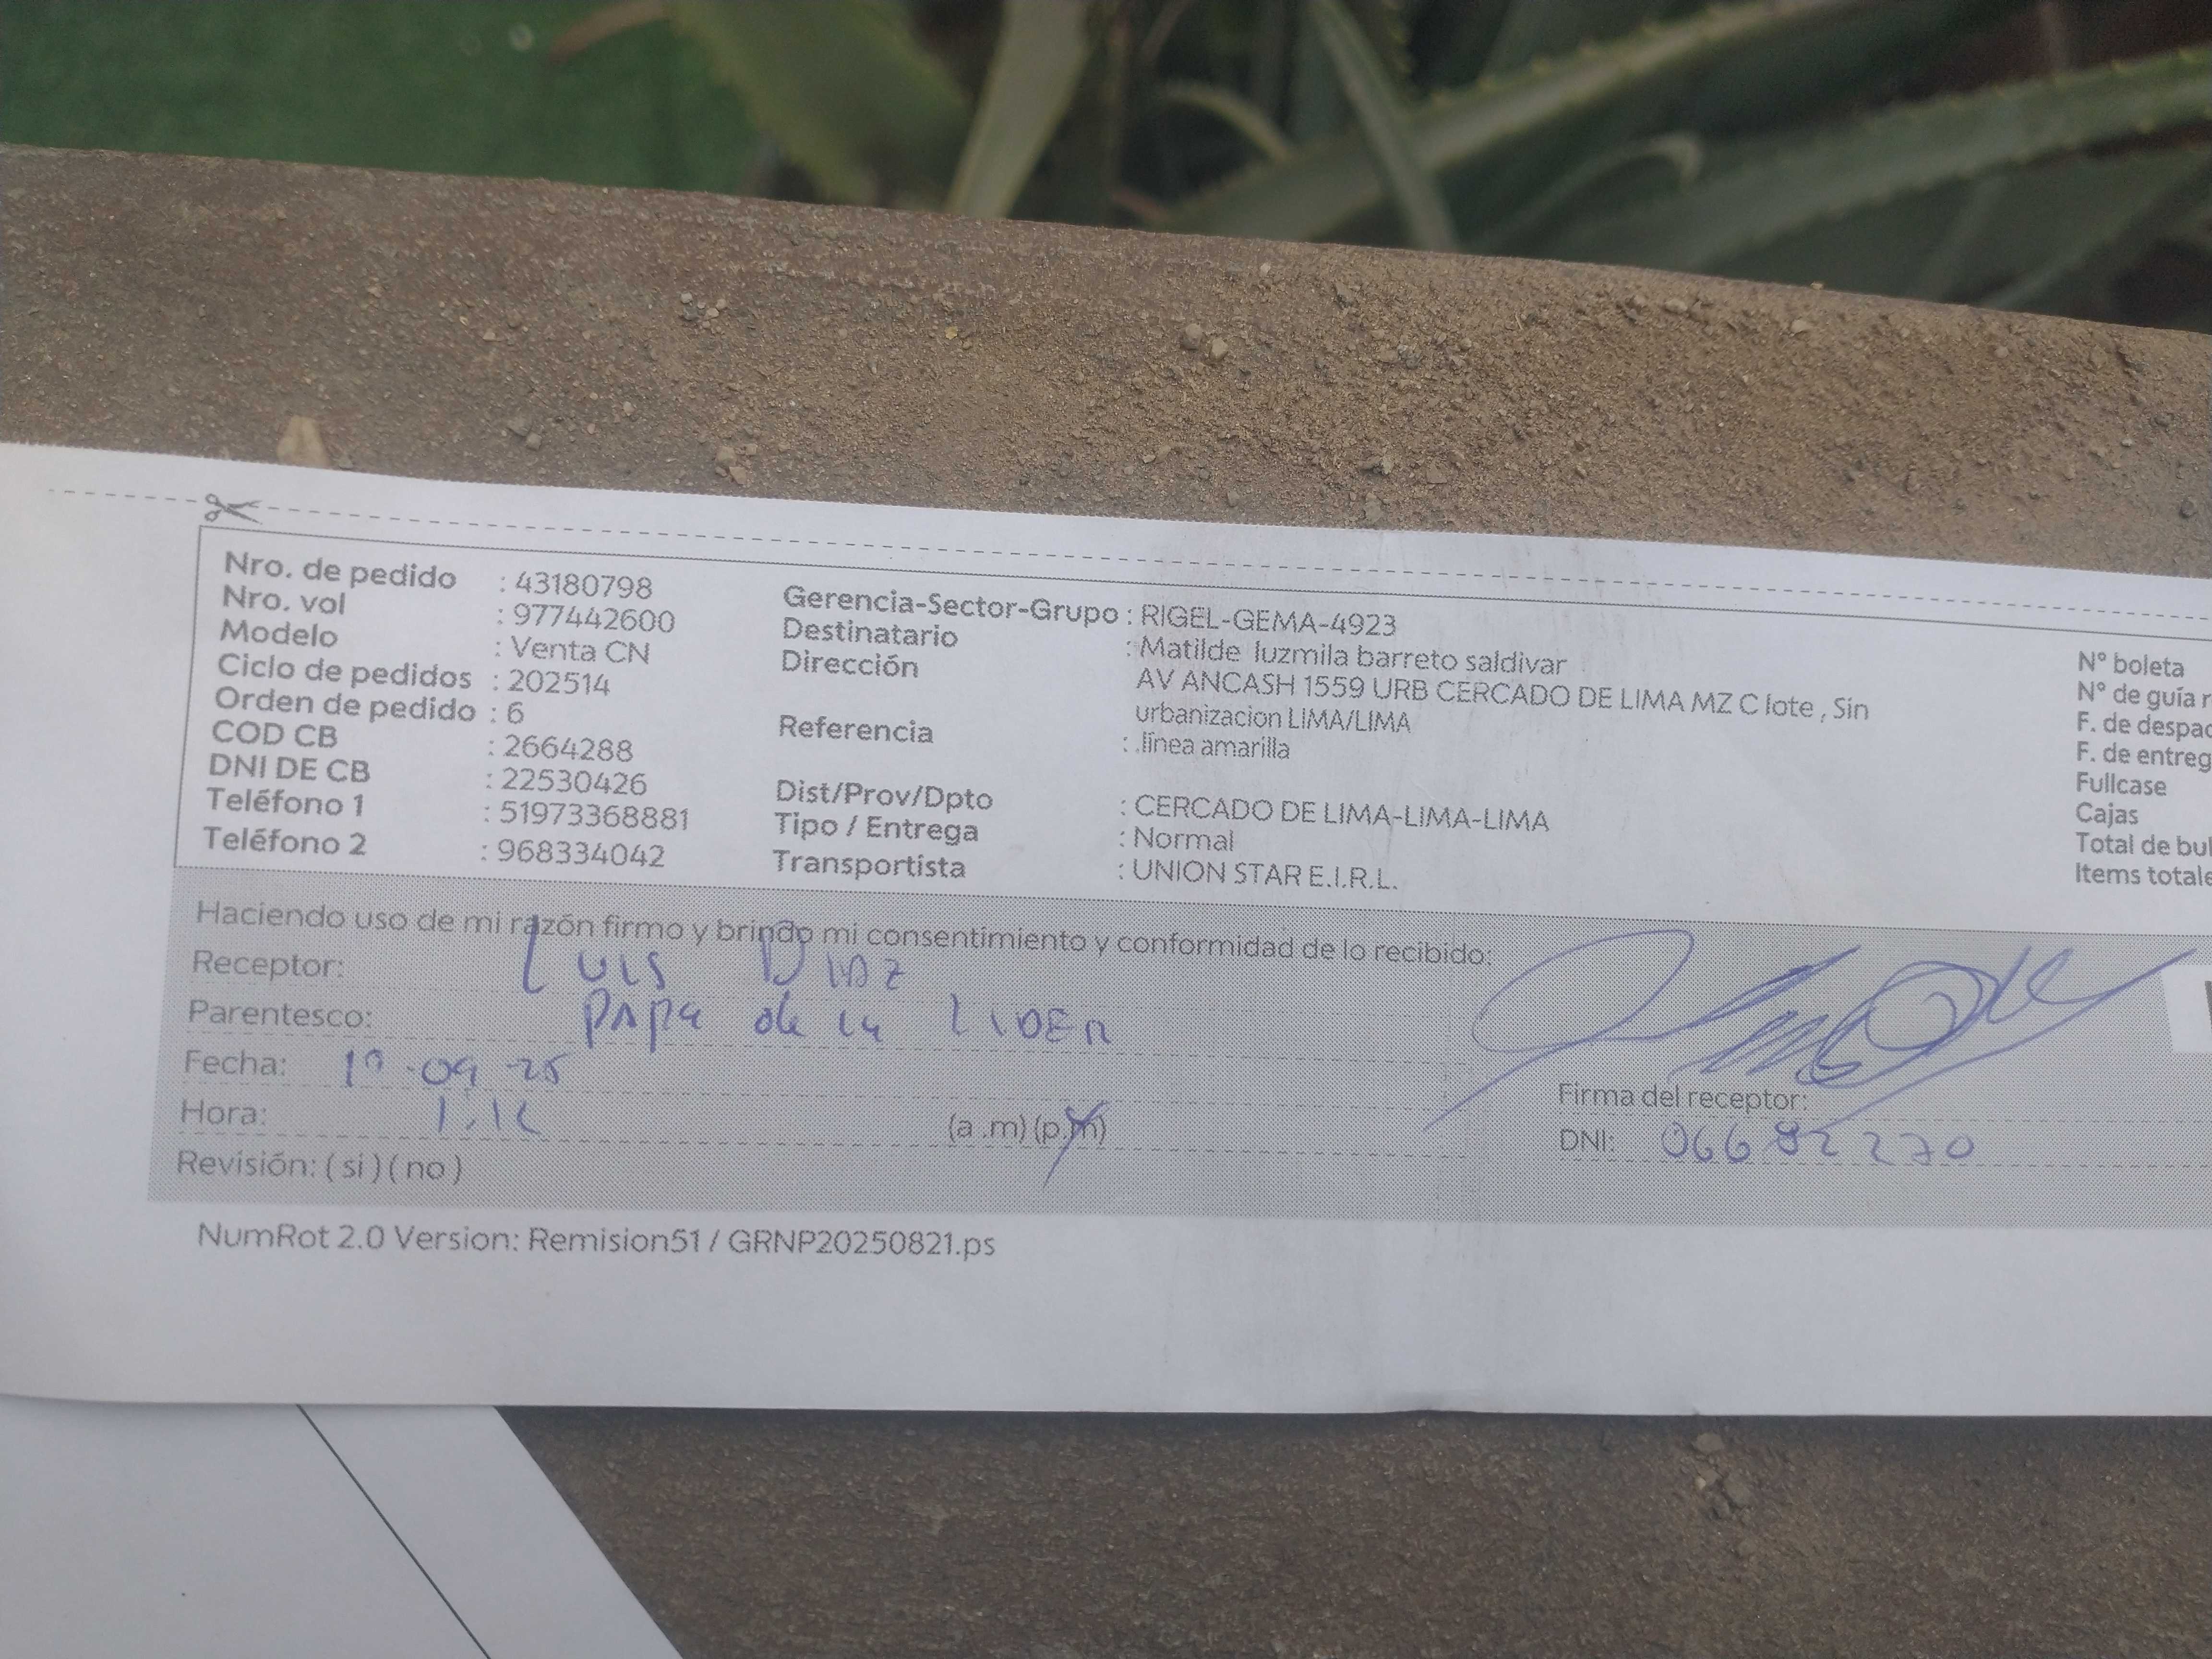 Nro. de pedido : 43180798
Nro. vol : 977442600
Modelo : Venta CN
Ciclo de pedidos : 202514
Orden de pedido : 6
COD CB : 2664288
DNI DE CB : 22530426
Teléfono 1 : 51973368881
Teléfono 2 : 968334042
Gerencia-Sector-Grupo : RIGEL-GEMA-4923
Destinatario : Matilde luzmila barreto saldivar
Dirección AV ANCASH 1559 URB CERCADO DE LIMA MZ C lote , Sin
urbanizacion LIMA/LIMA
Referencia : .línea amarilla
Dist/Prov/Dpto : CERCADO DE LIMA-LIMA-LIMA
Tipo / Entrega : Normal
Transportista : UNION STAR E.I.R.L.
N° boleta
N° de guía r
F. de despac
F. de entreg
Fullcase
Cajas
Total de bul
Items totale
Haciendo uso de mi razón firmo y brindo mi consentimiento y conformidad de lo recibido:
Receptor: LUIS DIAZ
Parentesco: PAPA de la LIDER
Fecha: -09-25
Hora: (a .m) (p.m)
Revisión: ( si ) ( no )
Firma del receptor:
DNI: 06682270
NumRot 2.0 Version: Remision51 / GRNP20250821.ps